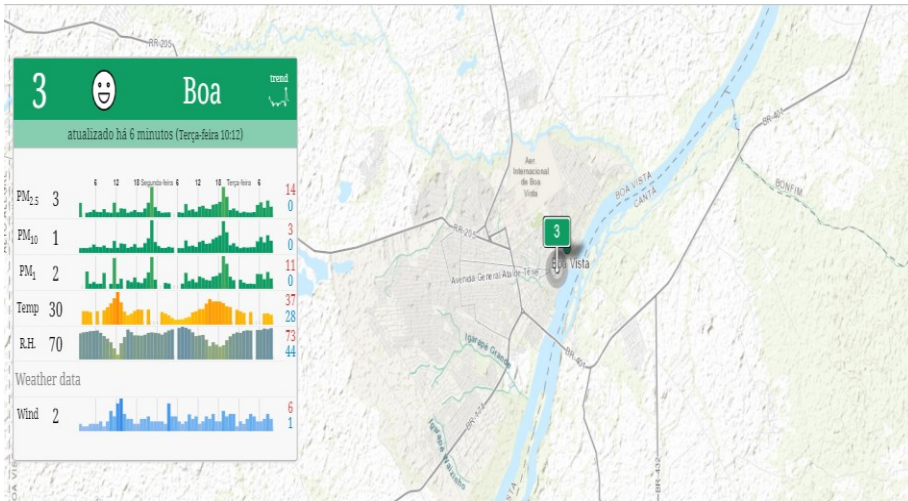 3 Boa trend
atualizado há 6 minutos (Terça-feira 10:12)
6 12 18 Segunda-feira 6 12 18 Terça-feira 6
PM2.5 3 14 0
PM10 1 3 0
PM1 2 11 0
Temp 30 37 28
R.H. 70 73 44
Weather data
Wind 2 6 1
RR-205
Aer.
Internacional
de Boa
Vista
BOA VISTA
CANTÁ
BR-401
BONFIM
RR-205
3
Boa Vista
Avenida General Ataíde Teive
Igarapé Grande
BR-401
BR-174
BR-432
VISTA